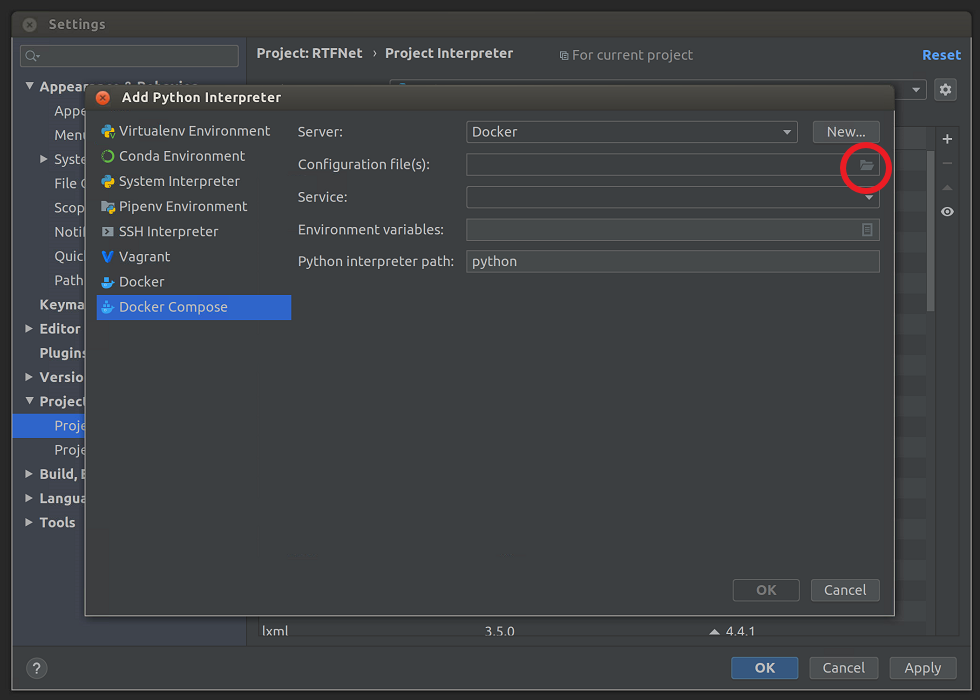 Settings
Project: RTFNet › Project Interpreter For current project Reset
Appearance & Behavior
Appe
Menu
Syste
File C
Scop
Notif
Quic
Path
Keyma
Editor
Plugins
Versio
Project
Proje
Proje
Build, E
Langua
Tools
Add Python Interpreter
Virtualenv Environment
Conda Environment
System Interpreter
Pipenv Environment
SSH Interpreter
Vagrant
Docker
Docker Compose
Server: Docker New...
Configuration file(s):
Service:
Environment variables:
Python interpreter path: python
OK Cancel
lxml 3.5.0 4.4.1
? OK Cancel Apply